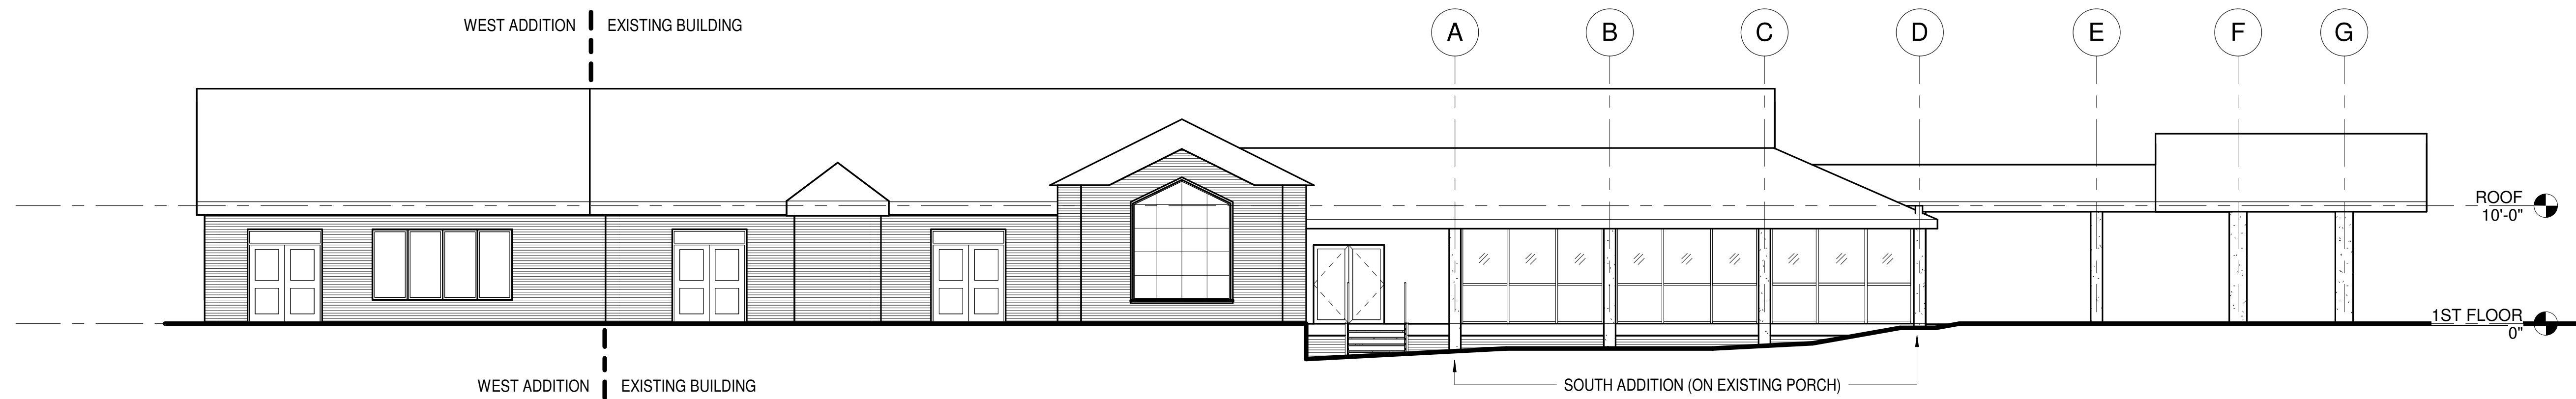 WEST ADDITION
EXISTING BUILDING
A
B
C
D
E
F
G
ROOF
10'-0"
1ST FLOOR
0"
WEST ADDITION
EXISTING BUILDING
SOUTH ADDITION (ON EXISTING PORCH)